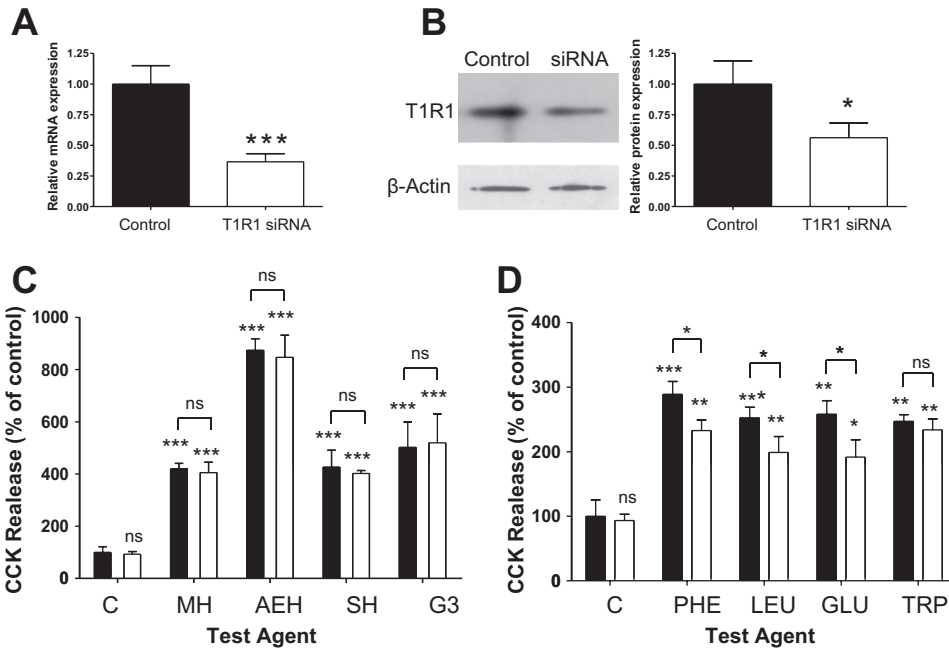 A
Relative mRNA expression
1.25
1.00
0.75
0.50
0.25
0.00
***
Control
T1R1 siRNA
B
Control
siRNA
T1R1
β-Actin
Relative protein expression
1.25
1.00
0.75
0.50
0.25
0.00
*
Control
T1R1 siRNA
C
CCK Realease (% of control)
1000
800
600
400
200
0
ns
ns
***
***
ns
***
***
ns
***
***
ns
***
***
C
MH
AEH
SH
G3
Test Agent
D
CCK Realease (% of control)
400
300
200
100
0
ns
*
***
**
*
***
**
*
**
*
ns
**
**
C
PHE
LEU
GLU
TRP
Test Agent